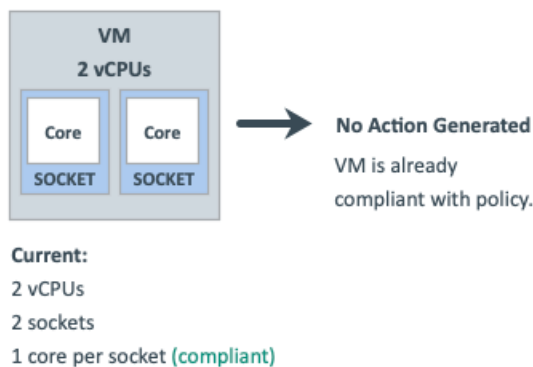 VM
2 vCPUs
Core
Core
SOCKET
SOCKET
No Action Generated
VM is already
compliant with policy.
Current:
2 vCPUs
2 sockets
1 core per socket (compliant)